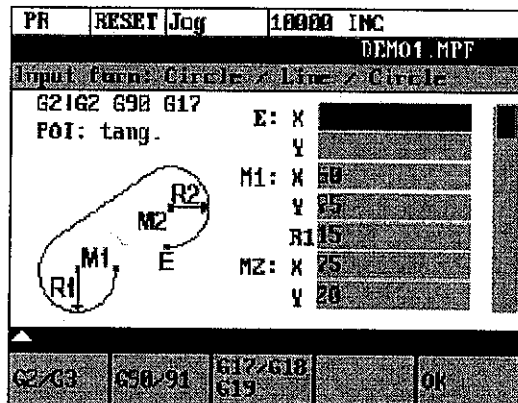 PR RESET Jog 10000 INC
DEMO1.MPF
Input form: Circle / Line / Circle
G2|G2 G90 G17
POI: tang.
E: X
Y
M1: X 60
Y 75
R1 15
M2: X 75
Y 20
R2
M2
M1
E
R1
G2/G3 G90/91 G17/G18 OK
G19